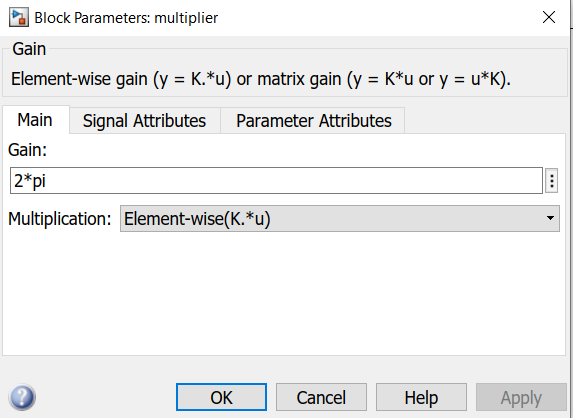 Block Parameters: multiplier
Gain
Element-wise gain (y = K.*u) or matrix gain (y = K*u or y = u*K).
Main Signal Attributes Parameter Attributes
Gain:
2*pi
Multiplication: Element-wise(K.*u)
? OK Cancel Help Apply